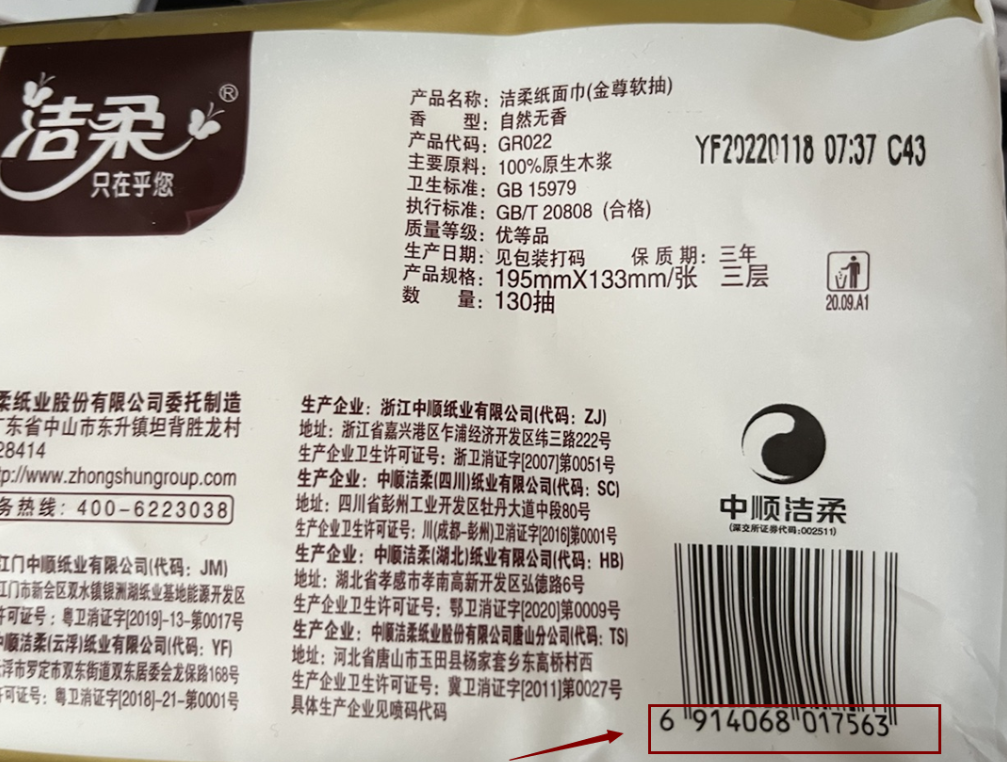 洁柔®
只在乎您
产品名称：洁柔纸面巾(金尊软抽)
香 型：自然无香
产品代码：GR022
主要原料：100%原生木浆
卫生标准：GB 15979
执行标准：GB/T 20808 (合格)
质量等级：优等品
生产日期：见包装打码 保质期：三年
产品规格：195mmX133mm/张 三层
数 量：130抽
YF20220118 07:37 C43
20.09.A1
柔纸业股份有限公司委托制造
广东省中山市东升镇坦背胜龙村
28414
tp://www.zhongshungroup.com
务热线：400-6223038
江门中顺纸业有限公司(代码：JM)
江门市新会区双水镇银洲湖纸业基地能源开发区
许可证号：粤卫消证字[2019]-13-第0017号
中顺洁柔(云浮)纸业有限公司(代码：YF)
云浮市罗定市双东街道双东居委会龙保路168号
许可证号：粤卫消证字[2018]-21-第0001号
生产企业：浙江中顺纸业有限公司(代码：ZJ)
地址：浙江省嘉兴港区乍浦经济开发区纬三路222号
生产企业卫生许可证号：浙卫消证字[2007]第0051号
生产企业：中顺洁柔(四川)纸业有限公司(代码：SC)
地址：四川省彭州工业开发区牡丹大道中段80号
生产企业卫生许可证号：川(成都-彭州)卫消证字[2016]第0001号
生产企业：中顺洁柔(湖北)纸业有限公司(代码：HB)
地址：湖北省孝感市孝南高新开发区弘德路6号
生产企业卫生许可证号：鄂卫消证字[2020]第0009号
生产企业：中顺洁柔纸业股份有限公司唐山分公司(代码：TS)
地址：河北省唐山市玉田县杨家套乡东高桥村西
生产企业卫生许可证号：冀卫消证字[2011]第0027号
具体生产企业见喷码代码
中顺洁柔
(深交所证券代码:002511)
6 914068 017563